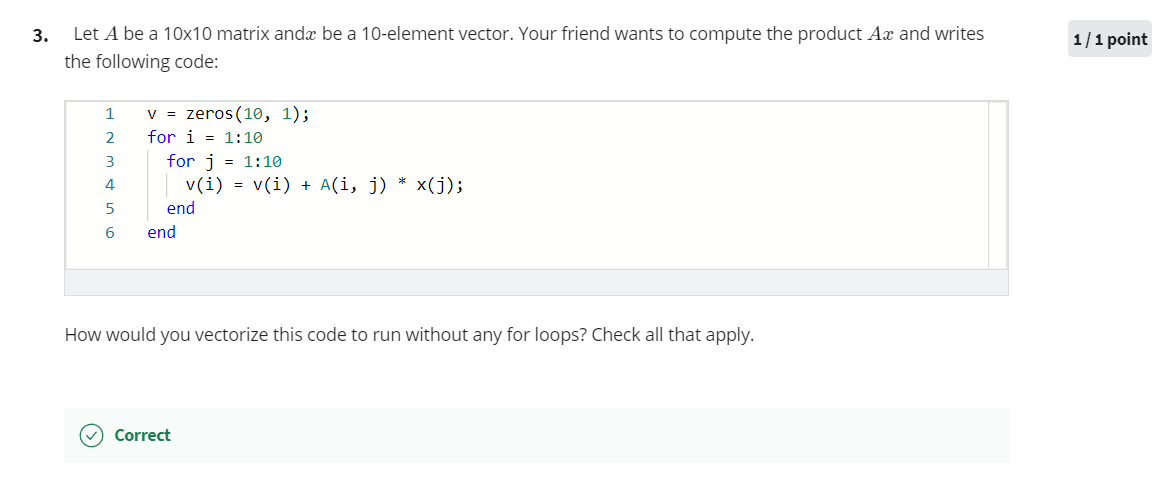 3. Let A be a 10x10 matrix andx be a 10-element vector. Your friend wants to compute the product Ax and writes
1/1 point
the following code:
1 v = zeros(10, 1);
2 for i = 1:10
3 for j = 1:10
4 v(i) = v(i) + A(i, j) * x(j);
5 end
6 end
How would you vectorize this code to run without any for loops? Check all that apply.
Correct